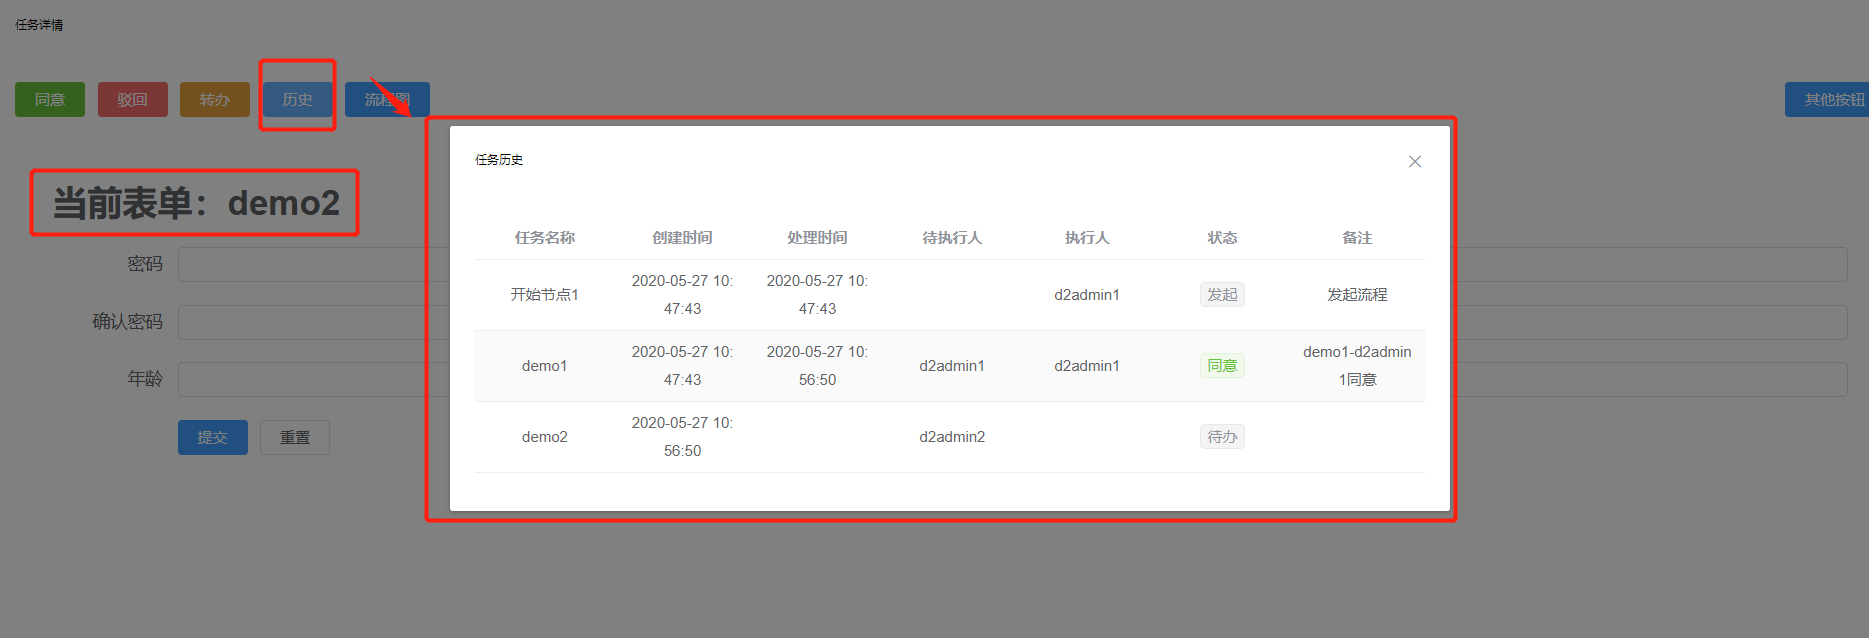 任务详情
同意 驳回 转办 历史 流程图 其他按钮
当前表单：demo2
密码
确认密码
年龄
提交 重置
任务历史
任务名称 创建时间 处理时间 待执行人 执行人 状态 备注
开始节点1 2020-05-27 10:47:43 2020-05-27 10:47:43 d2admin1 发起 发起流程
demo1 2020-05-27 10:47:43 2020-05-27 10:56:50 d2admin1 d2admin1 同意 demo1-d2admin1同意
demo2 2020-05-27 10:56:50 d2admin2 待办